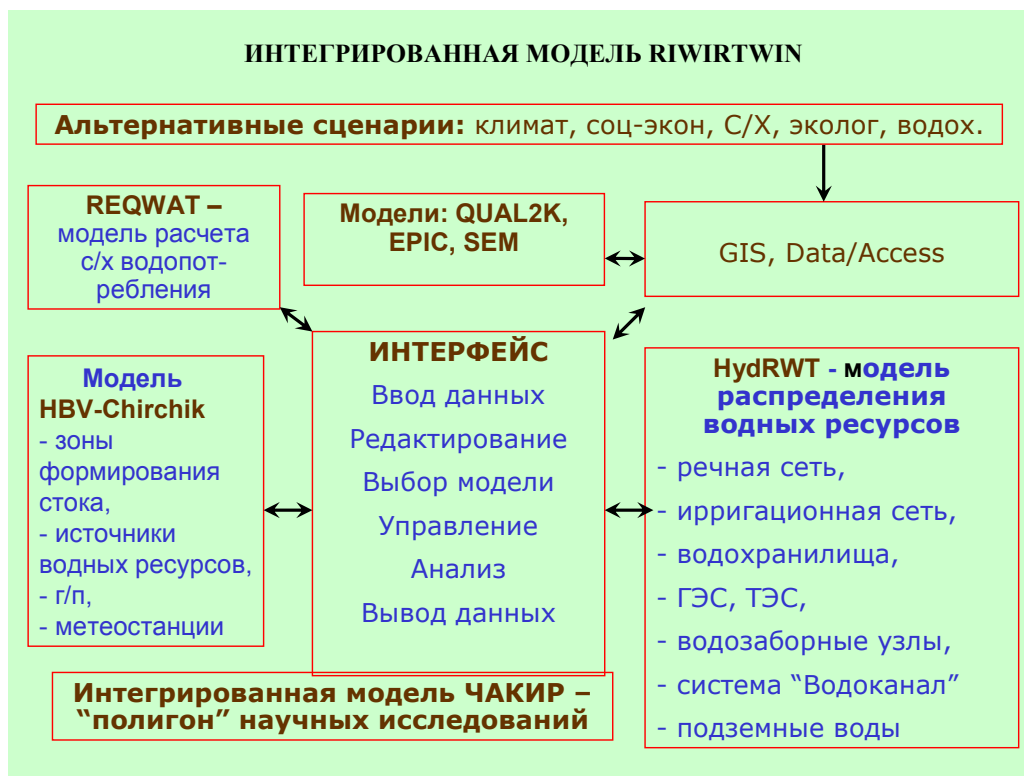 ИНТЕГРИРОВАННАЯ МОДЕЛЬ RIWIRTWIN
Альтернативные сценарии: климат, соц-экон, С/Х, эколог, водох.
REQWAT –
модель расчета
с/х водопот-
ребления
Модели: QUAL2K,
EPIC, SEM
GIS, Data/Access
Модель
HBV-Chirchik
- зоны
формирования
стока,
- источники
водных ресурсов,
- г/п,
- метеостанции
ИНТЕРФЕЙС
Ввод данных
Редактирование
Выбор модели
Управление
Анализ
Вывод данных
HydRWT - модель
распределения
водных ресурсов
- речная сеть,
- ирригационная сеть,
- водохранилища,
- ГЭС, ТЭС,
- водозаборные узлы,
- система “Водоканал”
- подземные воды
Интегрированная модель ЧАКИР –
“полигон” научных исследований